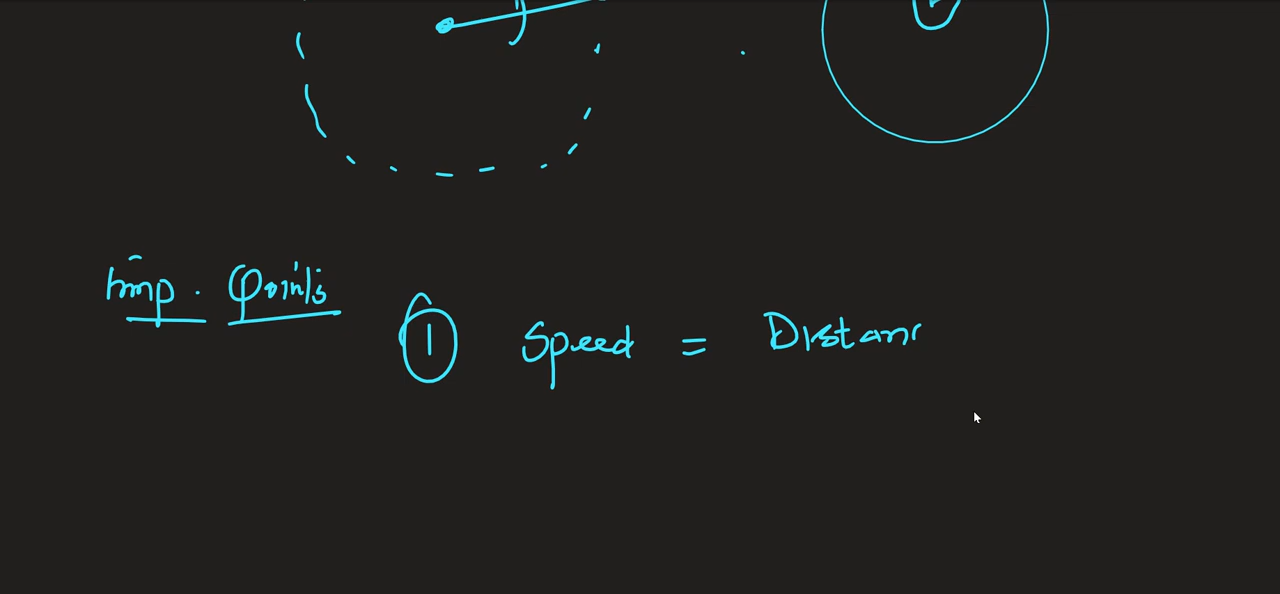 Imp. Points
① Speed = Distanc